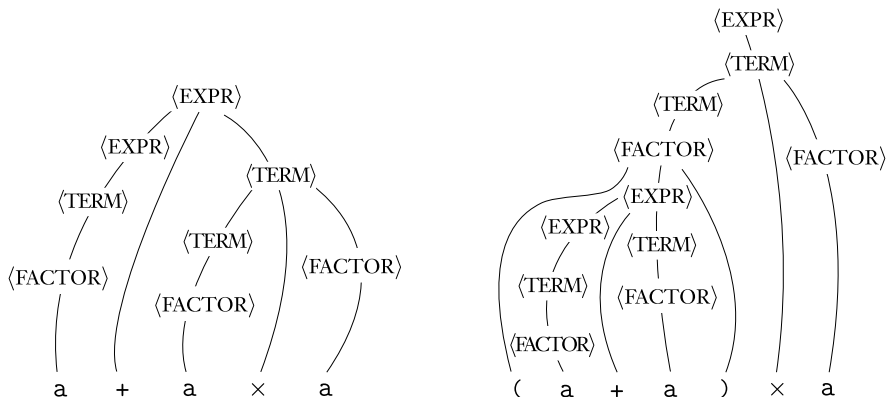 ⟨EXPR⟩
⟨EXPR⟩
⟨TERM⟩
⟨TERM⟩
⟨TERM⟩
⟨FACTOR⟩
⟨FACTOR⟩
⟨FACTOR⟩
a + a × a
⟨EXPR⟩
⟨TERM⟩
⟨TERM⟩
⟨FACTOR⟩ ⟨FACTOR⟩
⟨EXPR⟩
⟨EXPR⟩
⟨TERM⟩
⟨TERM⟩
⟨FACTOR⟩
⟨FACTOR⟩
( a + a ) × a